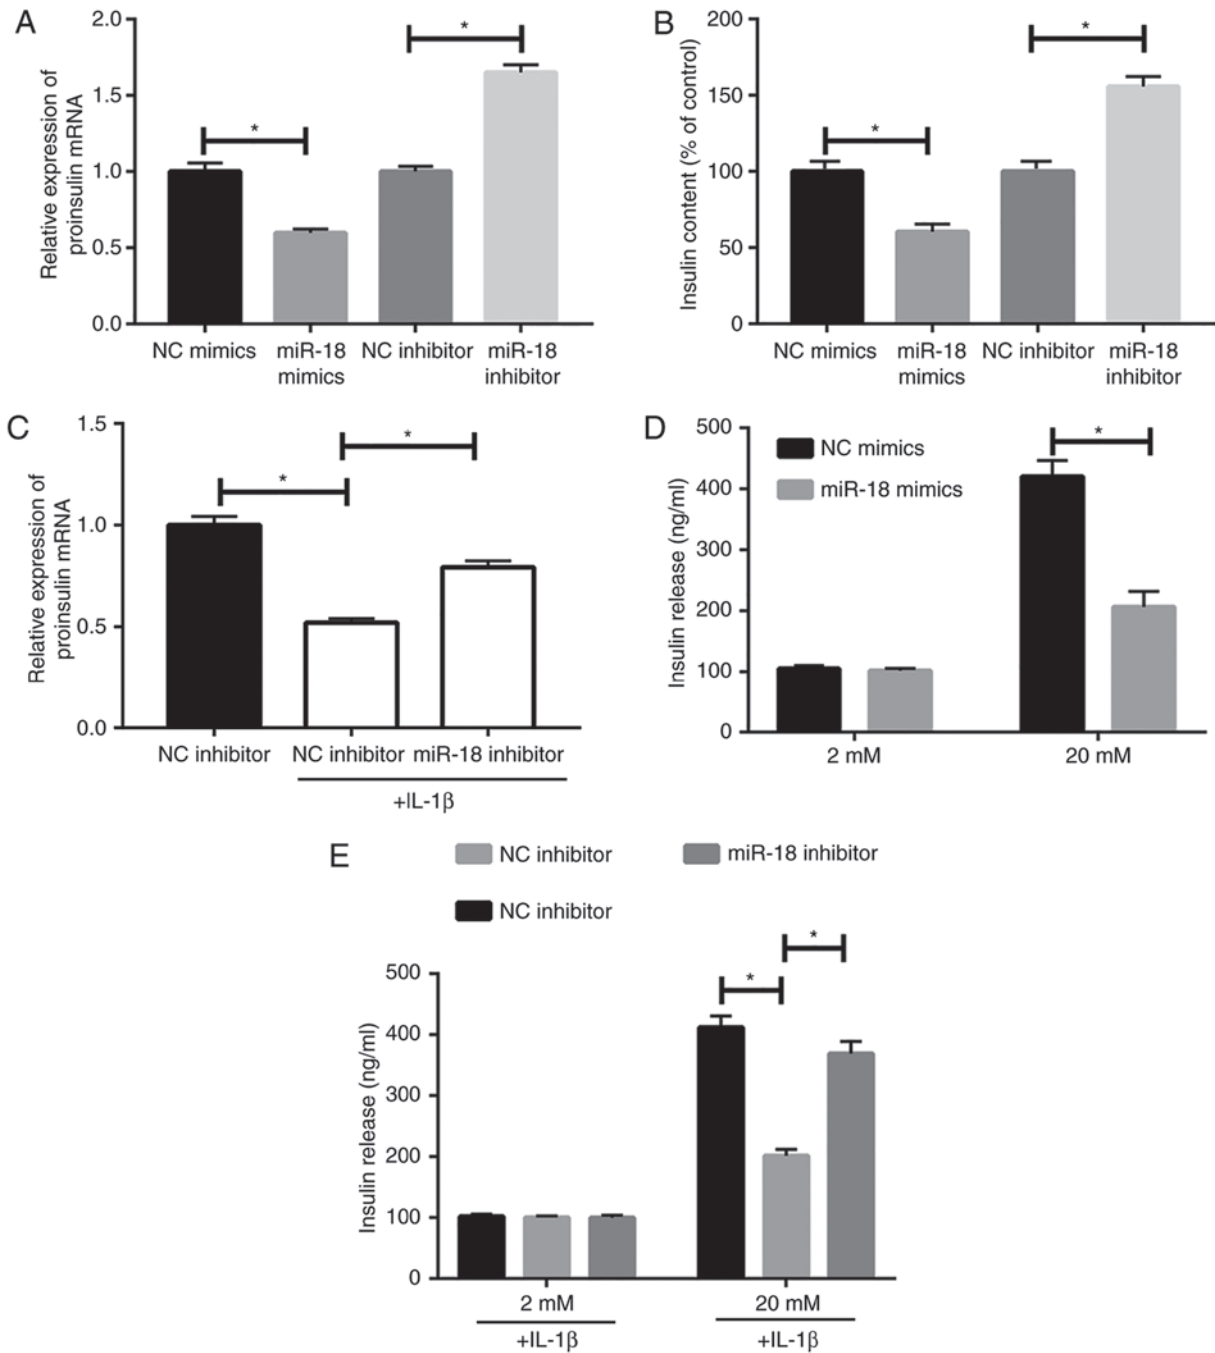 A
Relative expression of
proinsulin mRNA
2.0
1.5
1.0
0.5
0.0
*
*
NC mimics
miR-18
mimics
NC inhibitor
miR-18
inhibitor
B
Insulin content (% of control)
200
150
100
50
0
*
*
NC mimics
miR-18
mimics
NC inhibitor
miR-18
inhibitor
C
Relative expression of
proinsulin mRNA
1.5
1.0
0.5
0.0
*
*
NC inhibitor
NC inhibitor
miR-18 inhibitor
+IL-1β
D
Insulin release (ng/ml)
500
400
300
200
100
0
NC mimics
miR-18 mimics
*
2 mM
20 mM
E
NC inhibitor
miR-18 inhibitor
NC inhibitor
Insulin release (ng/ml)
500
400
300
200
100
0
*
*
2 mM
20 mM
+IL-1β
+IL-1β